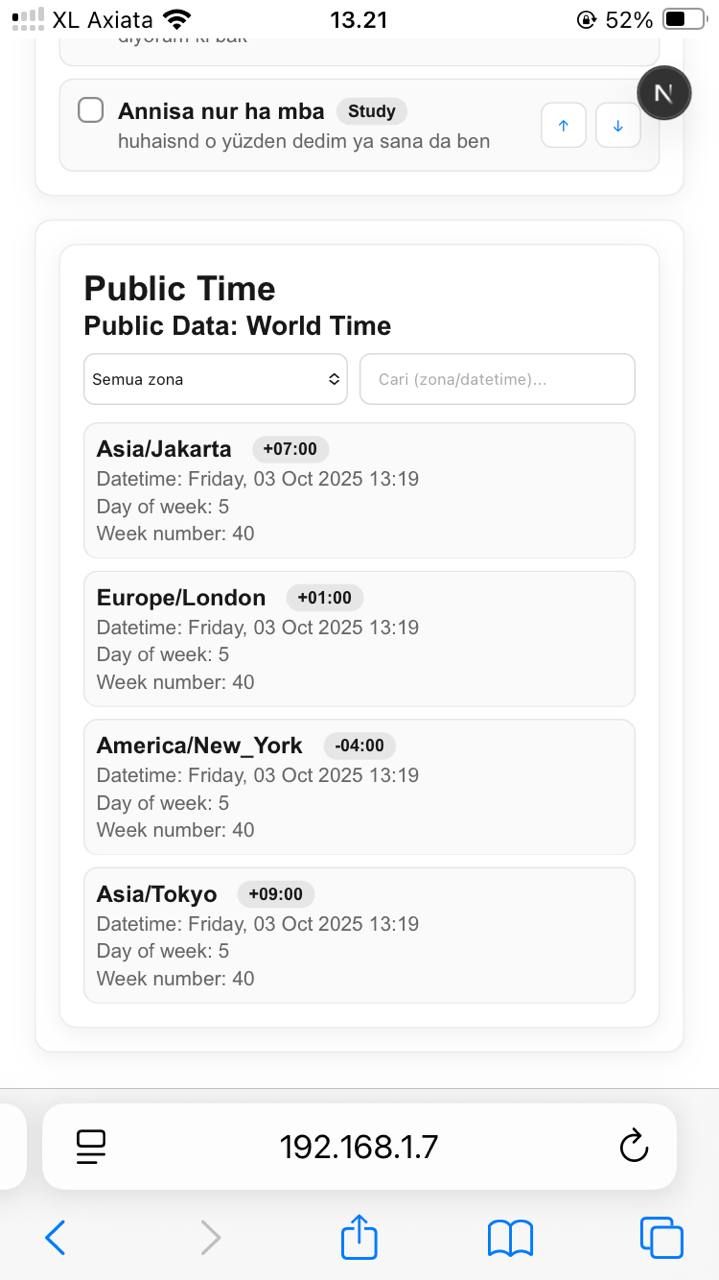 XL Axiata 13.21 52%
diyorum ki bak
Annisa nur ha mba Study
huhaisnd o yüzden dedim ya sana da ben
N
Public Time
Public Data: World Time
Semua zona Cari (zona/datetime)...
Asia/Jakarta +07:00
Datetime: Friday, 03 Oct 2025 13:19
Day of week: 5
Week number: 40
Europe/London +01:00
Datetime: Friday, 03 Oct 2025 13:19
Day of week: 5
Week number: 40
America/New_York -04:00
Datetime: Friday, 03 Oct 2025 13:19
Day of week: 5
Week number: 40
Asia/Tokyo +09:00
Datetime: Friday, 03 Oct 2025 13:19
Day of week: 5
Week number: 40
192.168.1.7